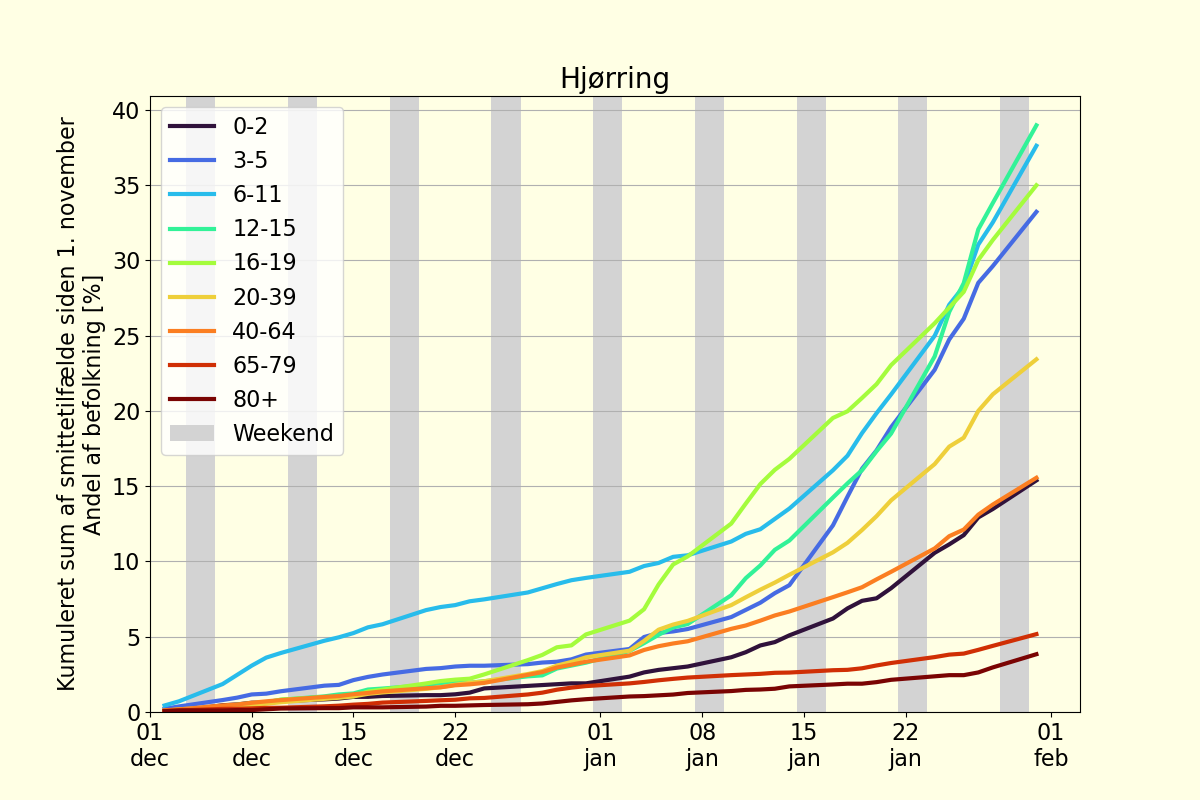 Hjørring
Kumuleret sum af smittetilfælde siden 1. november
Andel af befolkning [%]
40
35
30
25
20
15
10
5
0
0-2
3-5
6-11
12-15
16-19
20-39
40-64
65-79
80+
Weekend
01 dec
08 dec
15 dec
22 dec
01 jan
08 jan
15 jan
22 jan
01 feb